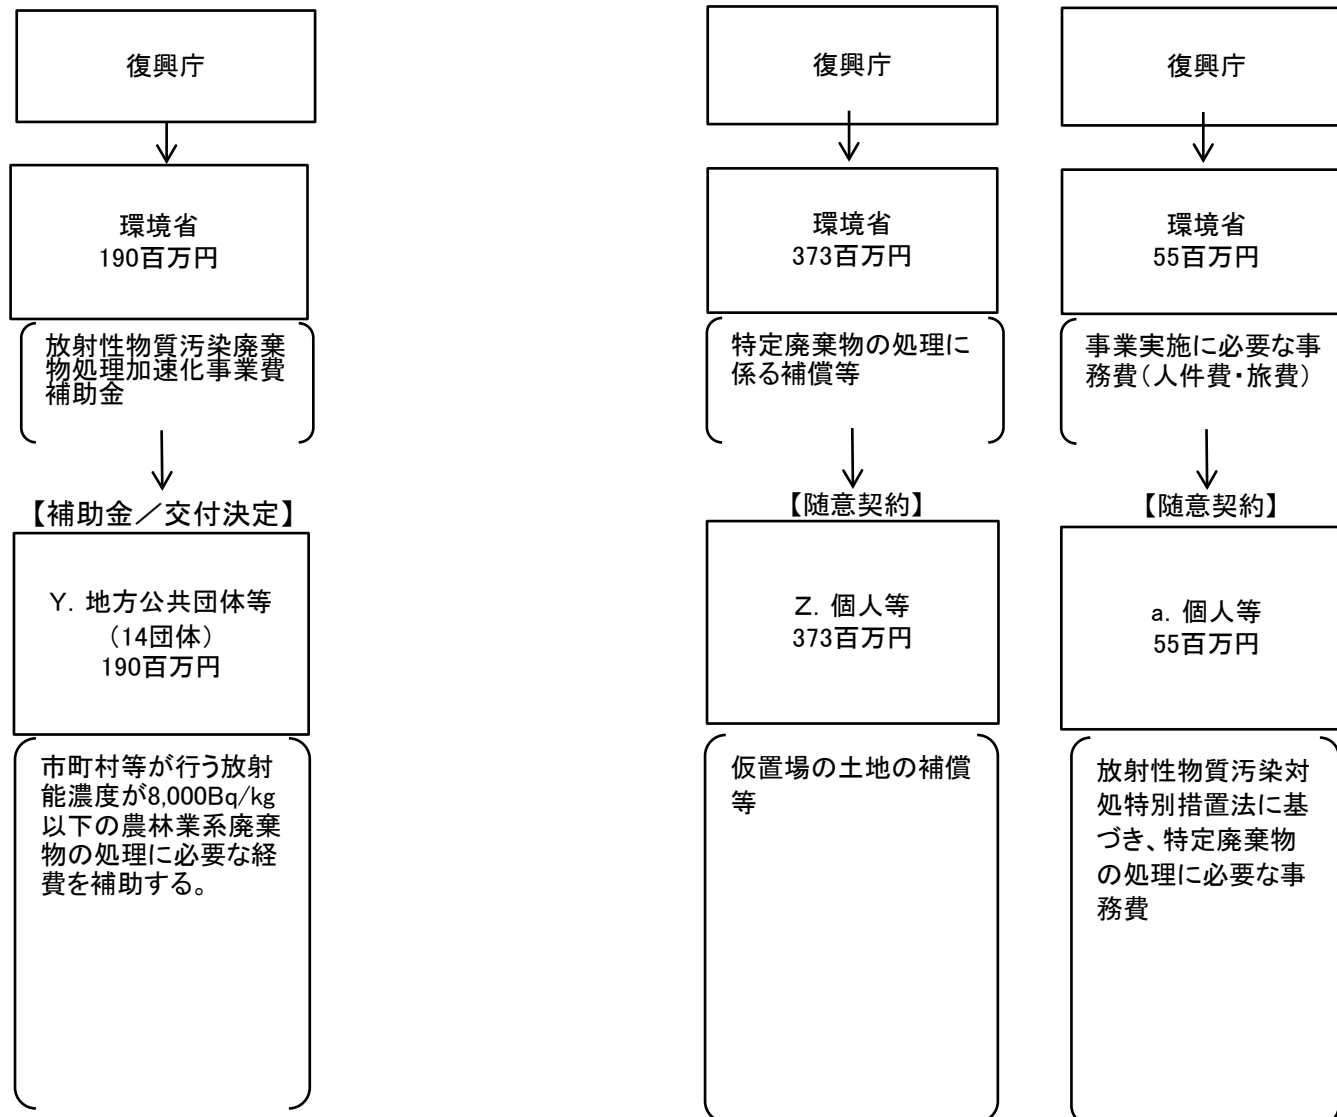 復興庁
環境省
190百万円
放射性物質汚染廃棄
物処理加速化事業費
補助金
【補助金／交付決定】
Y．地方公共団体等
（14団体）
190百万円
市町村等が行う放射
能濃度が8,000Bq/kg
以下の農林業系廃棄
物の処理に必要な経
費を補助する。
復興庁
環境省
373百万円
特定廃棄物の処理に
係る補償等
【随意契約】
Z．個人等
373百万円
仮置場の土地の補償
等
復興庁
環境省
55百万円
事業実施に必要な事
務費（人件費・旅費）
【随意契約】
a．個人等
55百万円
放射性物質汚染対
処特別措置法に基
づき、特定廃棄物
の処理に必要な事
務費